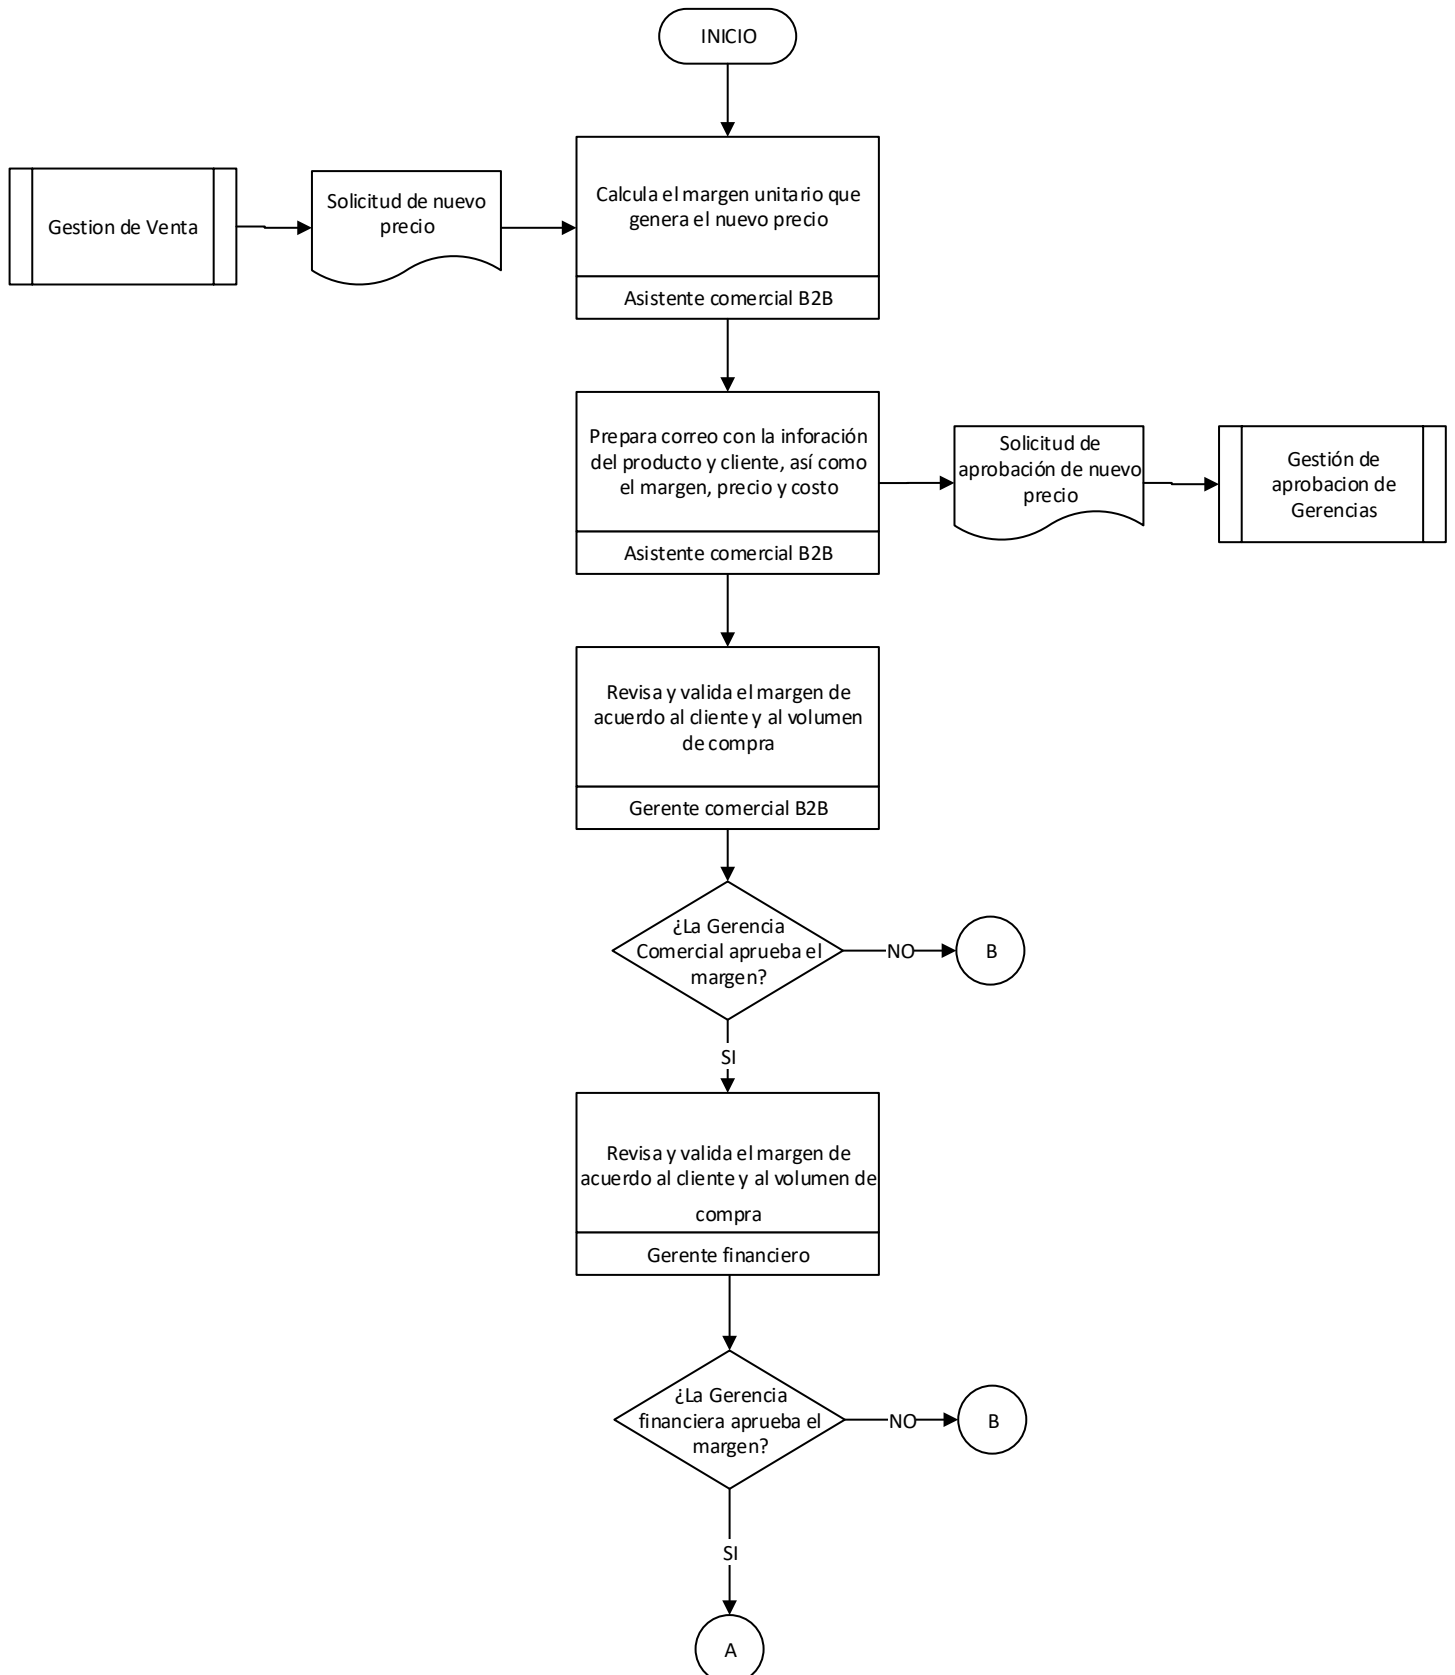 INICIO
Gestion de Venta
Solicitud de nuevo
precio
Calcula el margen unitario que
genera el nuevo precio
Asistente comercial B2B
Prepara correo con la inforación
del producto y cliente, así como
el margen, precio y costo
Asistente comercial B2B
Solicitud de
aprobación de nuevo
precio
Gestión de
aprobacion de
Gerencias
Revisa y valida el margen de
acuerdo al cliente y al volumen
de compra
Gerente comercial B2B
¿La Gerencia
Comercial aprueba el
margen?
NO
B
SI
Revisa y valida el margen de
acuerdo al cliente y al volumen de
compra
Gerente financiero
¿La Gerencia
financiera aprueba el
margen?
NO
B
SI
A